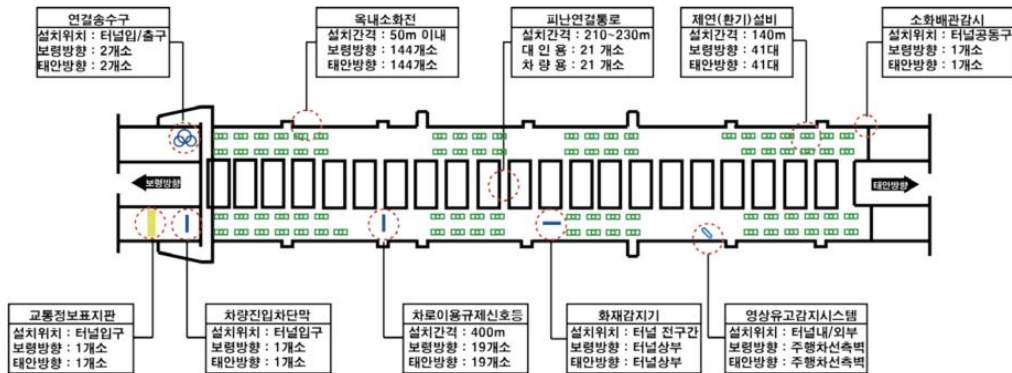 연결송수구
설치위치 : 터널입/출구
보령방향 : 2개소
태안방향 : 2개소
옥내소화전
설치간격 : 50m 이내
보령방향 : 144개소
태안방향 : 144개소
피난연결통로
설치간격 : 210~230m
대 인 용 : 21 개소
차 량 용 : 21 개소
제연(환기)설비
설치간격 : 140m
보령방향 : 41대
태안방향 : 41대
소화배관감시
설치위치 : 터널공동구
보령방향 : 1개소
태안방향 : 1개소
보령방향
태안방향
교통정보표지판
설치위치 : 터널입구
보령방향 : 1개소
태안방향 : 1개소
차량진입차단막
설치위치 : 터널입구
보령방향 : 1개소
태안방향 : 1개소
차로이용규제신호등
설치간격 : 400m
보령방향 : 19개소
태안방향 : 19개소
화재감지기
설치위치 : 터널 전구간
보령방향 : 터널상부
태안방향 : 터널상부
영상유고감지시스템
설치위치 : 터널내/외부
보령방향 : 주행차선측벽
태안방향 : 주행차선측벽